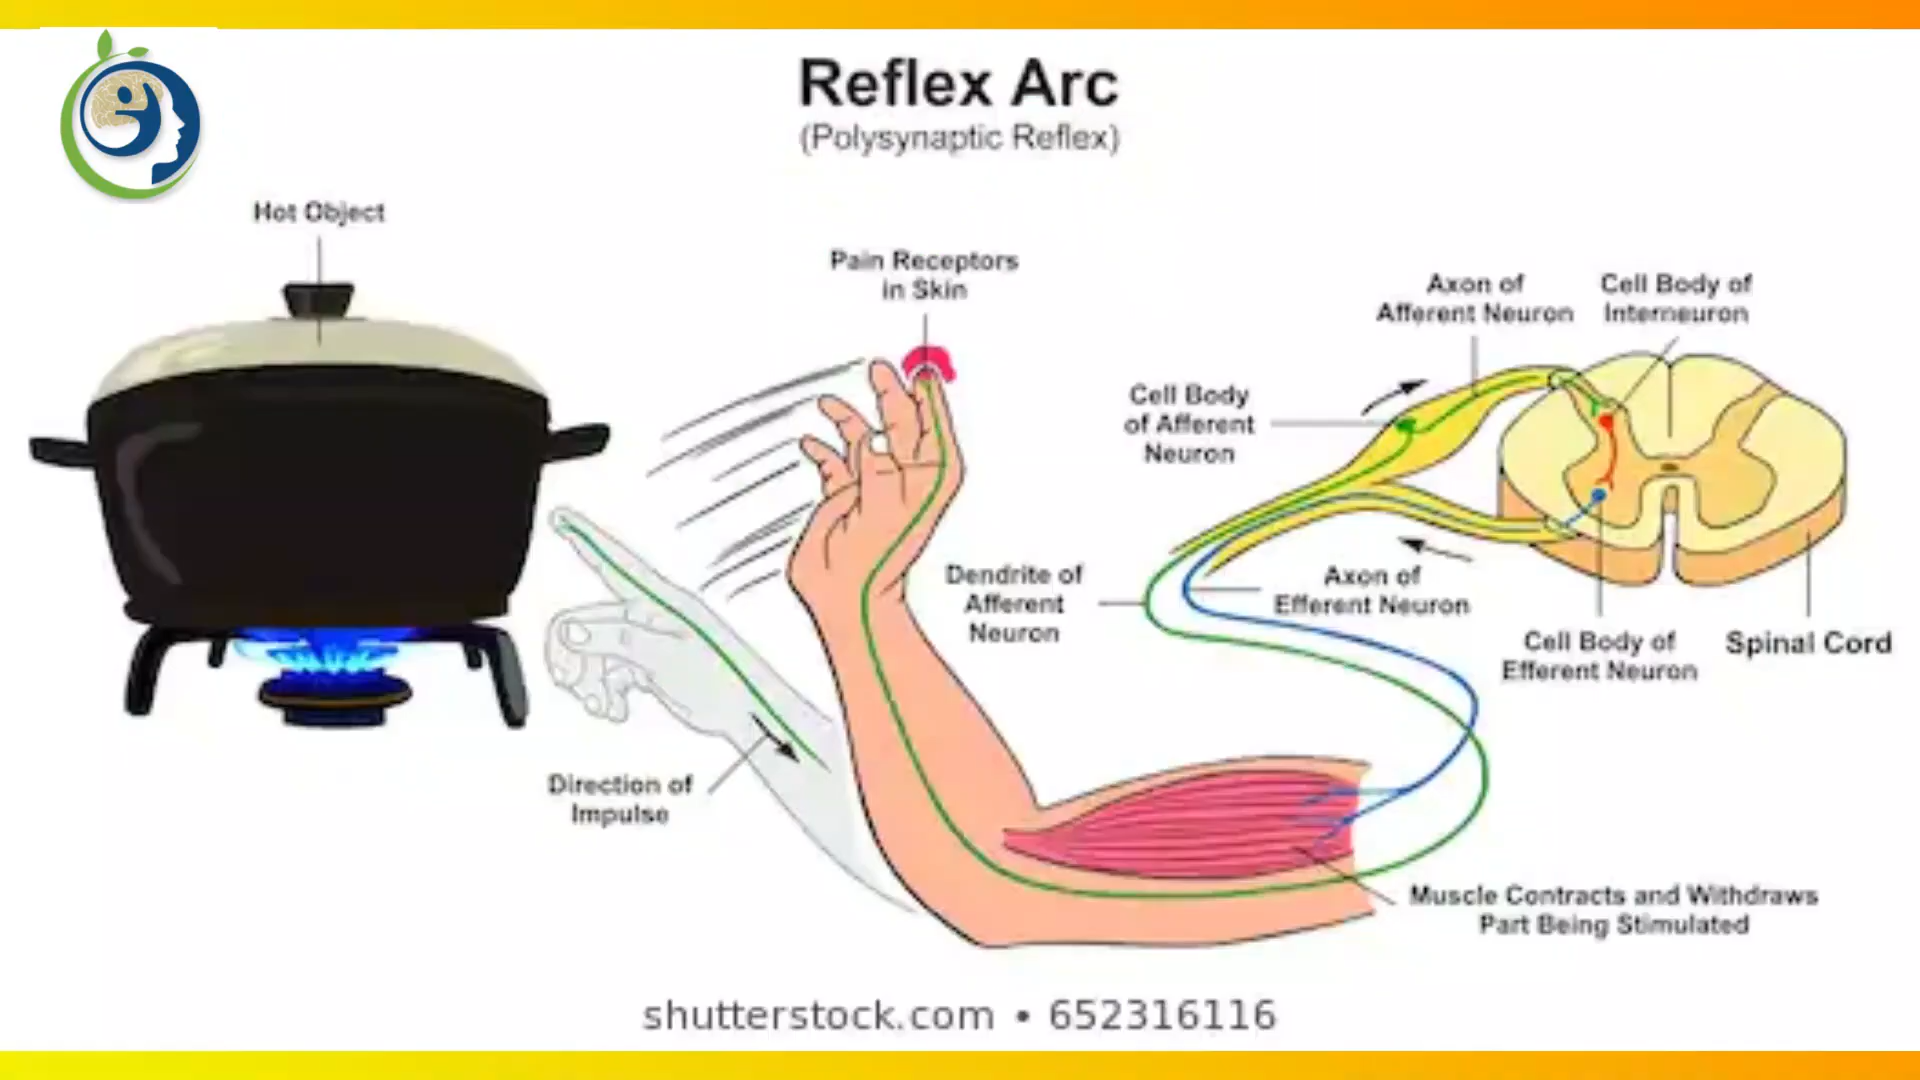 Reflex Arc
(Polysynaptic Reflex)
Hot Object
Pain Receptors
in Skin
Axon of
Afferent Neuron
Cell Body of
Interneuron
Cell Body
of Afferent
Neuron
Dendrite of
Afferent
Neuron
Axon of
Efferent Neuron
Cell Body of
Efferent Neuron
Spinal Cord
Direction of
Impulse
Muscle Contracts and Withdraws
Part Being Stimulated
shutterstock.com • 652316116